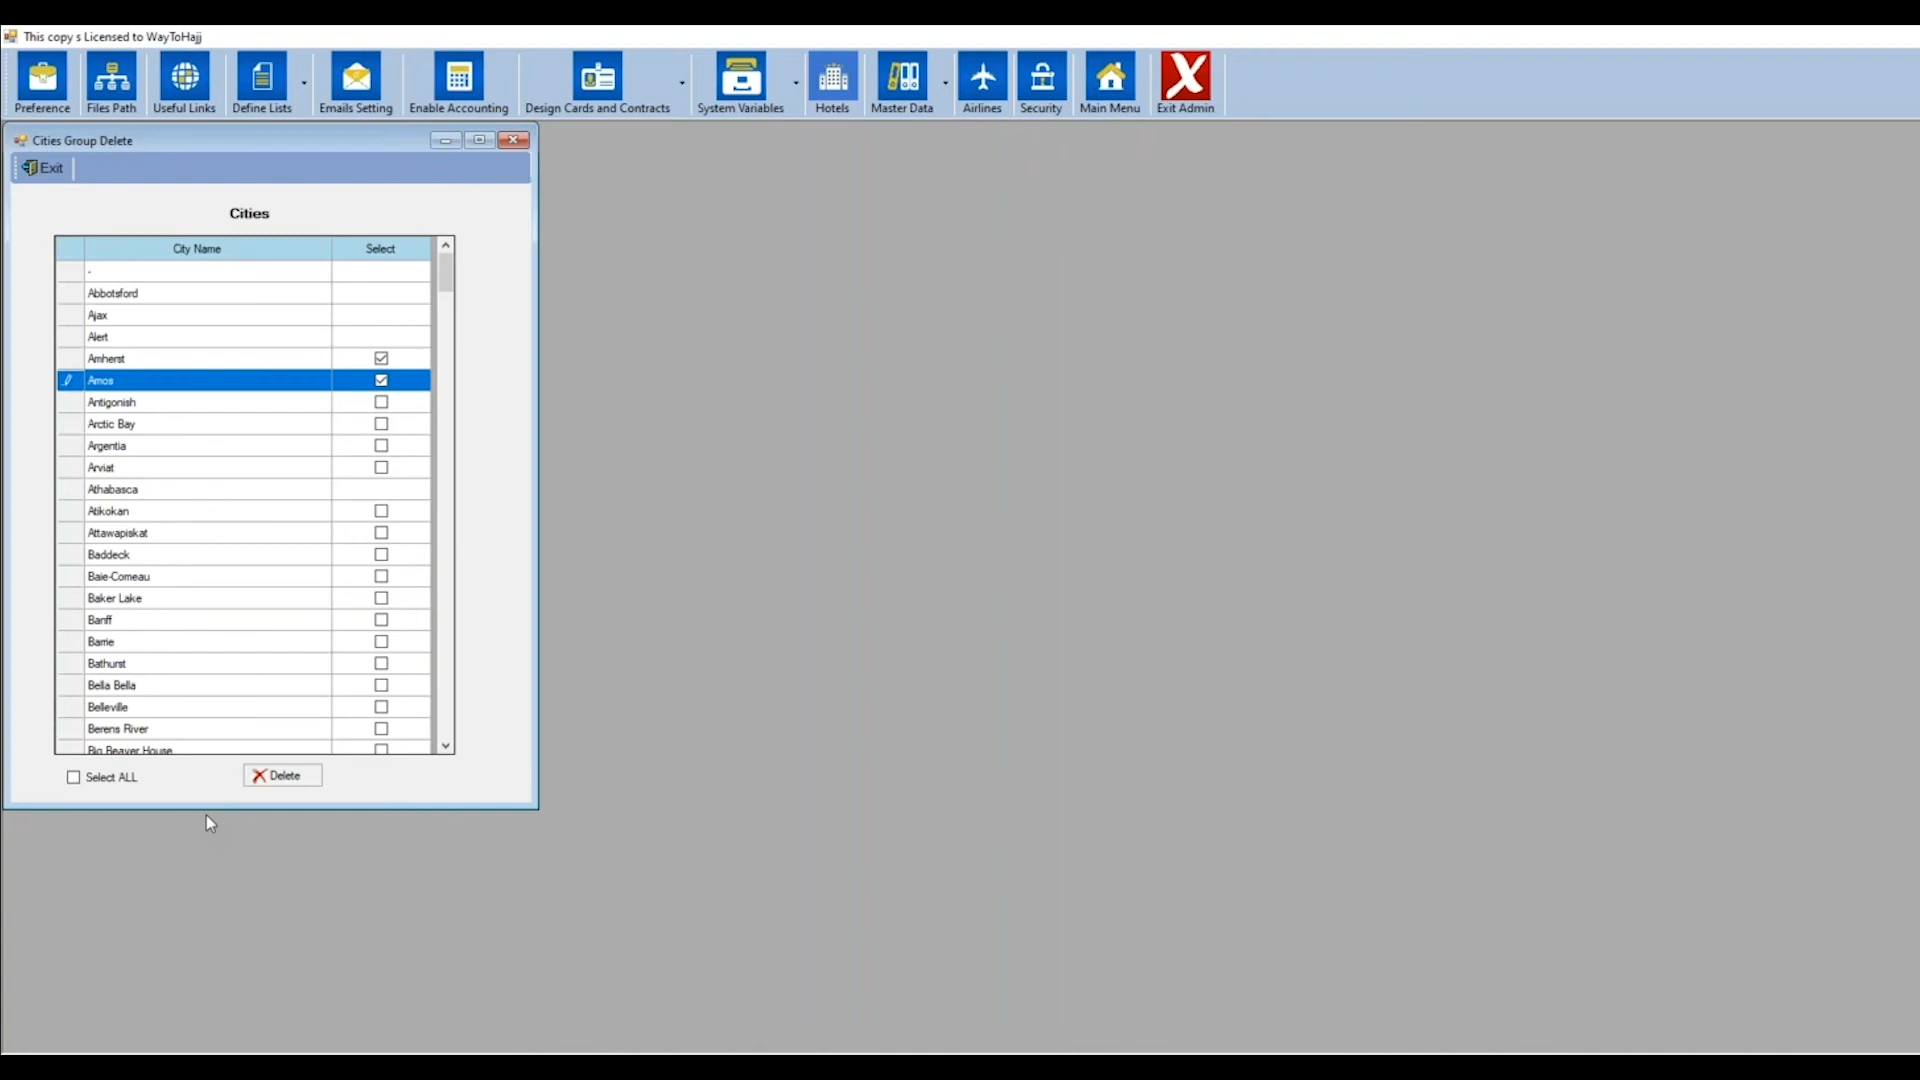 This copy s Licensed to WayToHajj
Preference Files Path Useful Links Define Lists Emails Setting Enable Accounting Design Cards and Contracts System Variables Hotels Master Data Airlines Security Main Menu Exit Admin
Cities Group Delete
Exit
Cities
City Name Select
-
Abbotsford
Ajax
Alert
Amherst
Amos
Antigonish
Arctic Bay
Argentia
Arviat
Athabasca
Atikokan
Attawapiskat
Baddeck
Baie-Comeau
Baker Lake
Banff
Barrie
Bathurst
Bella Bella
Belleville
Berens River
Big Beaver House
Select ALL Delete